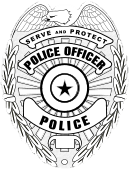 SERVE AND PROTECT
POLICE OFFICER
POLICE